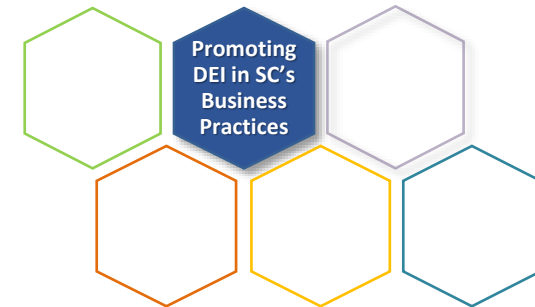 Promoting
DEI in SC’s
Business
Practices